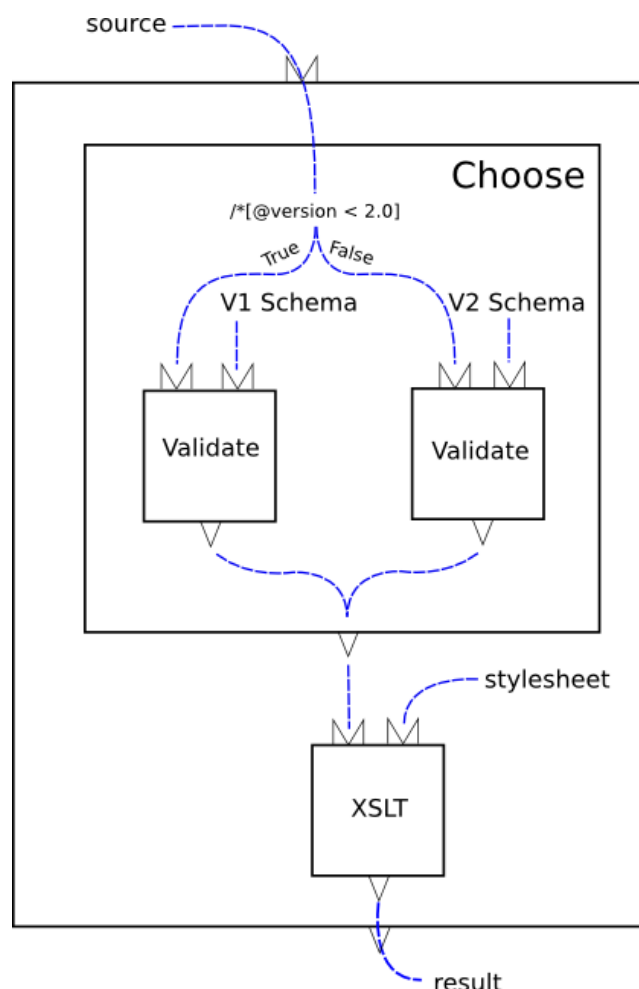 source
Choose
/*[@version < 2.0]
True
False
V1 Schema
V2 Schema
Validate
Validate
stylesheet
XSLT
result